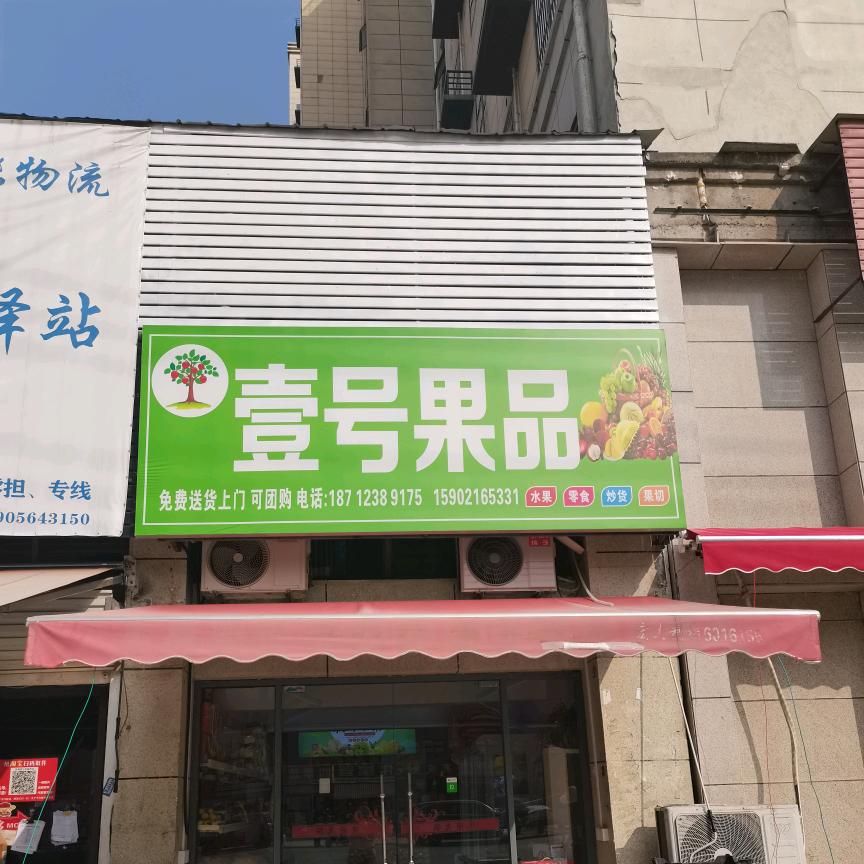 物流
驿站
担、专线
905643150
壹号果品
免费送货上门 可团购 电话:187 1238 9175 15902165331
水果 零食 炒货 果切